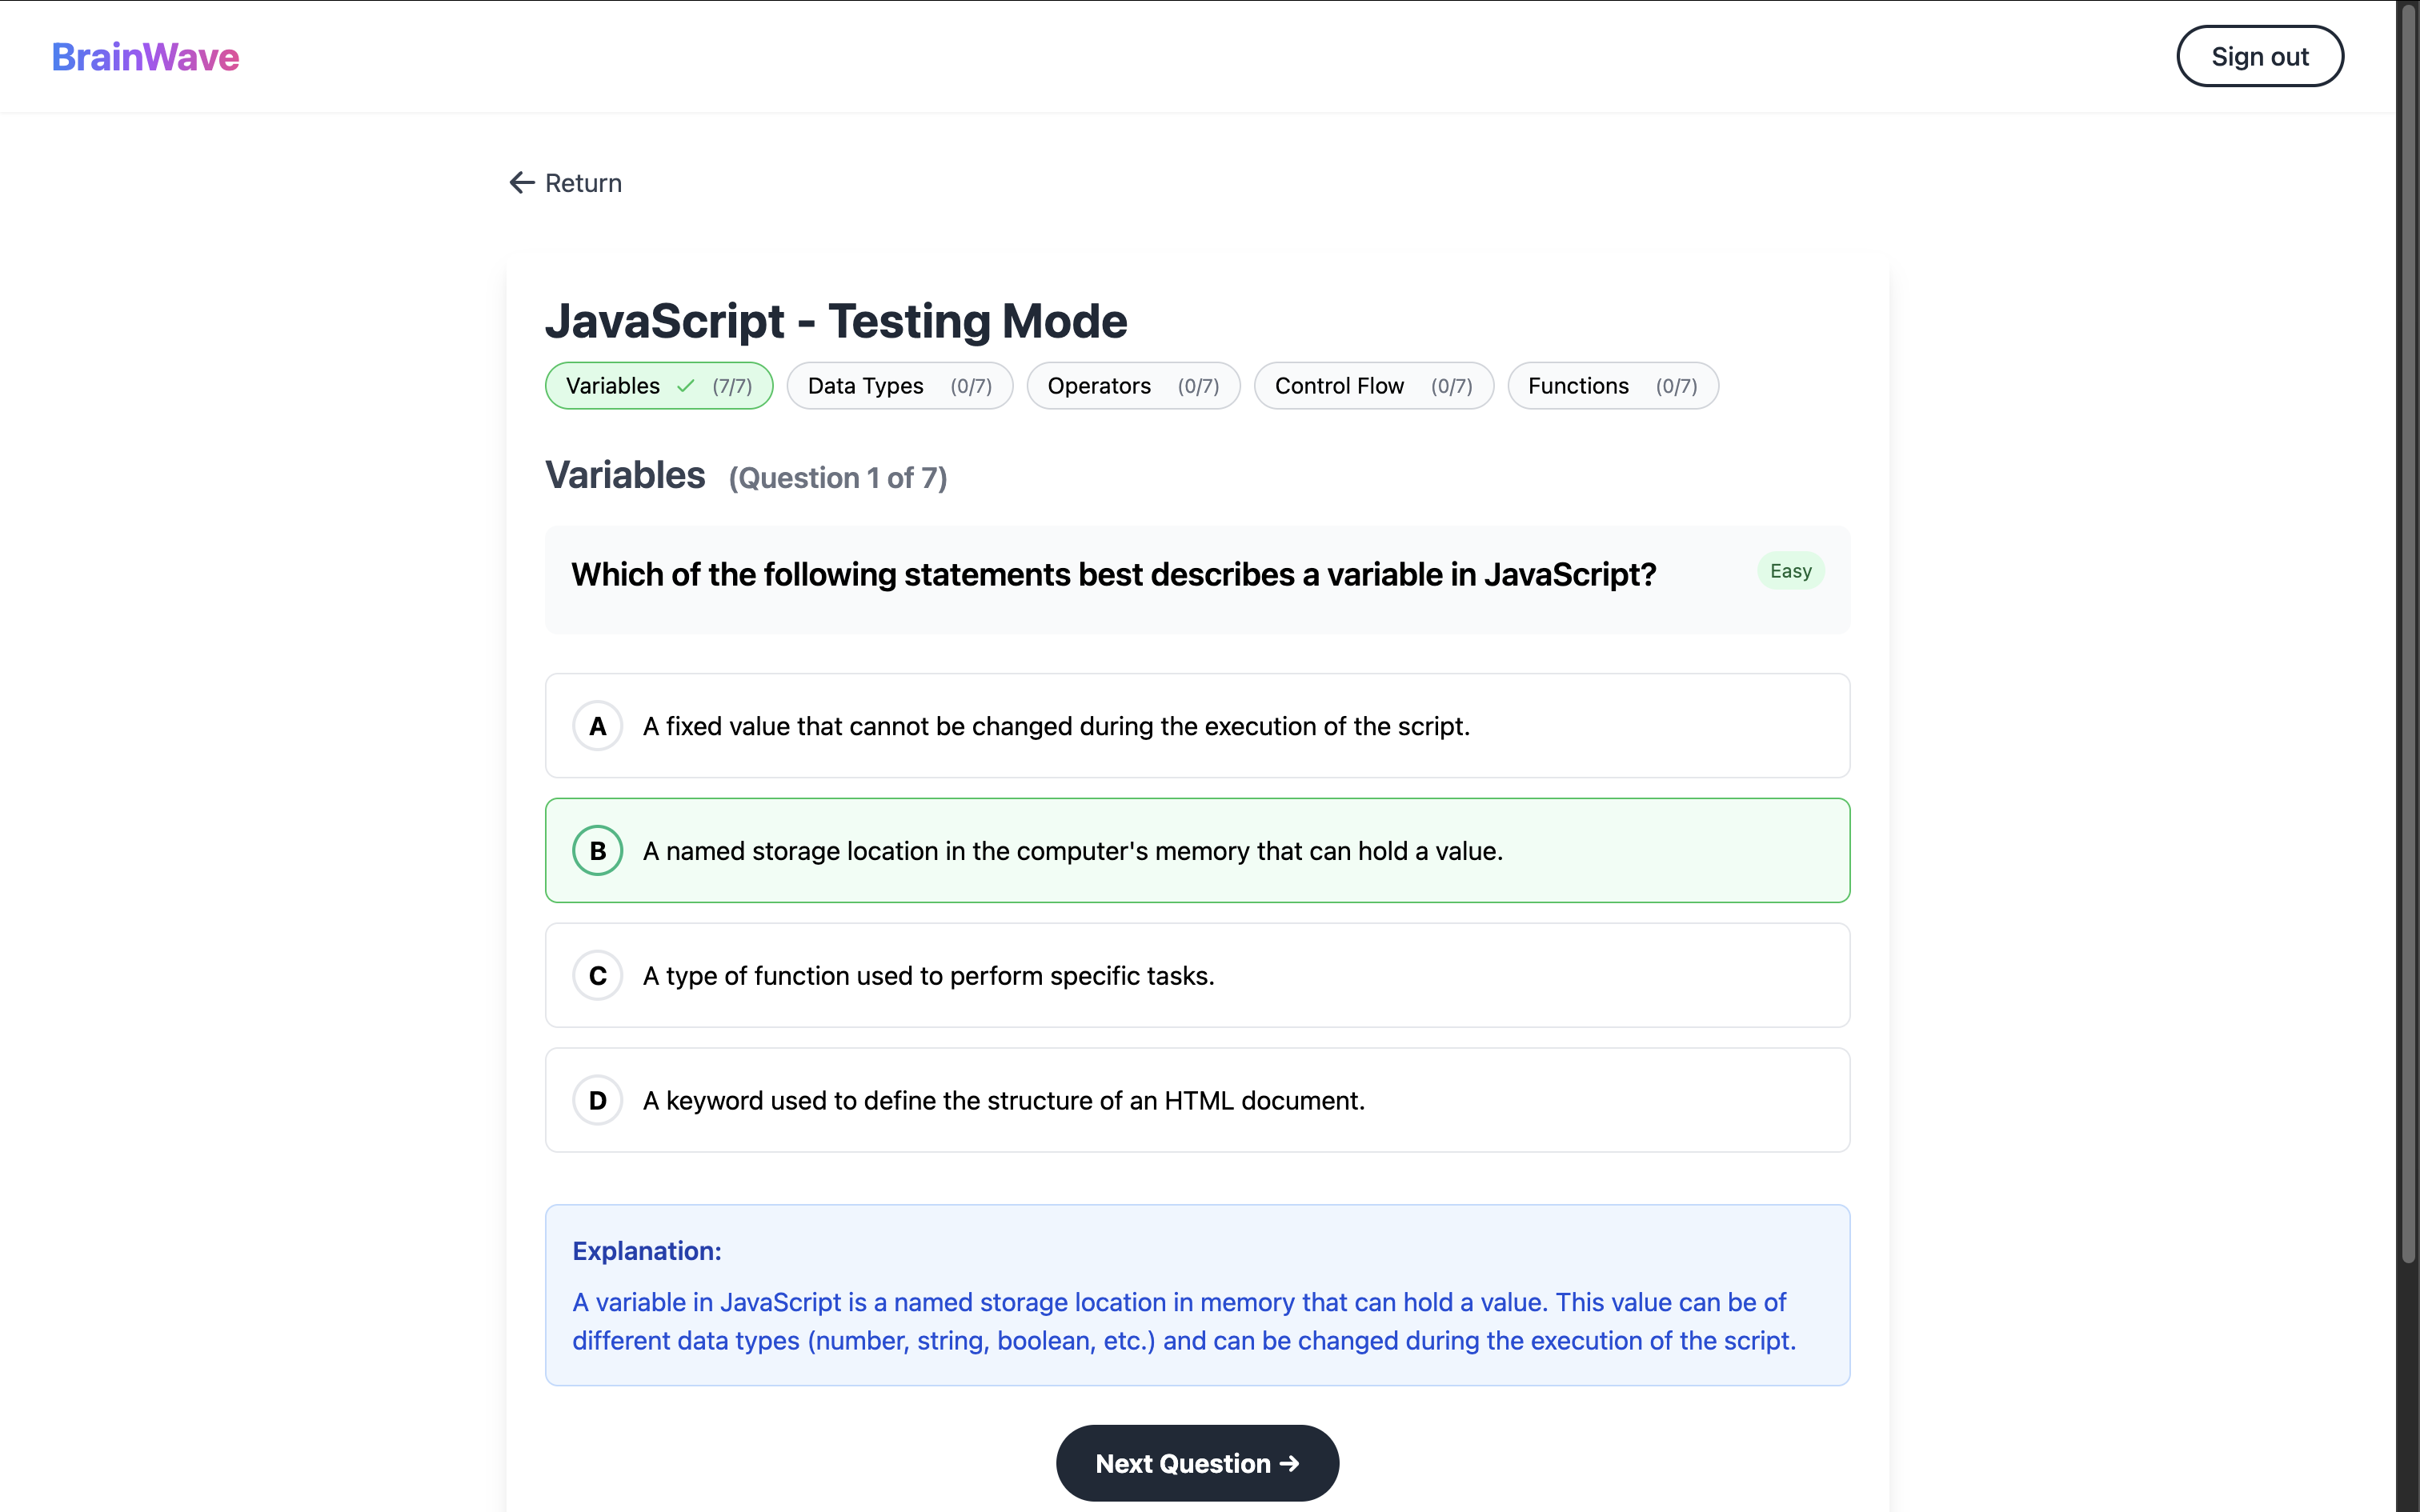 BrainWave
Sign out
← Return
JavaScript - Testing Mode
Variables ✓ (7/7)
Data Types (0/7)
Operators (0/7)
Control Flow (0/7)
Functions (0/7)
Variables (Question 1 of 7)
Which of the following statements best describes a variable in JavaScript?
Easy
A A fixed value that cannot be changed during the execution of the script.
B A named storage location in the computer's memory that can hold a value.
C A type of function used to perform specific tasks.
D A keyword used to define the structure of an HTML document.
Explanation:
A variable in JavaScript is a named storage location in memory that can hold a value. This value can be of
different data types (number, string, boolean, etc.) and can be changed during the execution of the script.
Next Question →